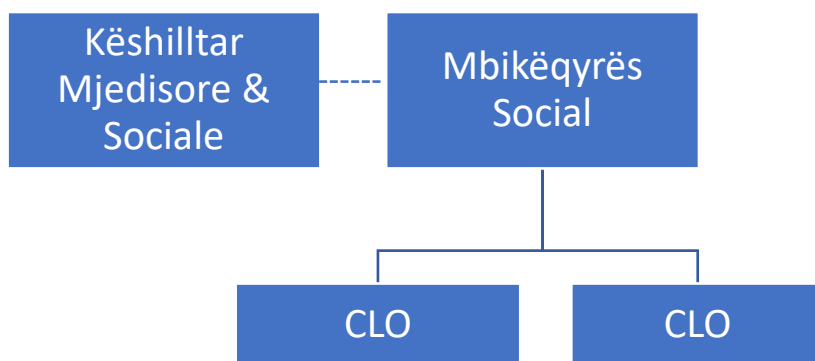 Këshilltar
Mjedisore &
Sociale
Mbikëqyrës
Social
CLO
CLO